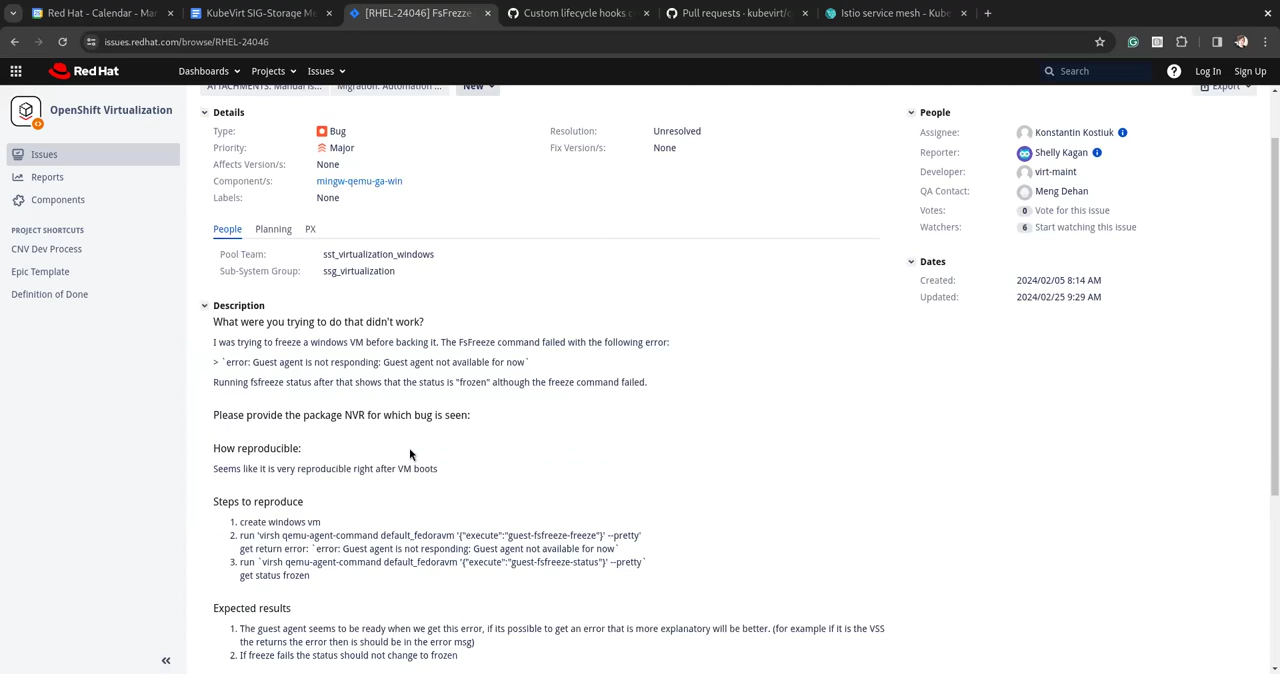 Red Hat - Calendar - Ma
KubeVirt SIG-Storage Me
[RHEL-24046] FsFrezze
Custom lifecycle hooks c
Pull requests · kubevirt/c
Istio service mesh - Kube
issues.redhat.com/browse/RHEL-24046
Red Hat
Dashboards
Projects
Issues
Search
Log In
Sign Up
OpenShift Virtualization
Issues
Reports
Components
PROJECT SHORTCUTS
CNV Dev Process
Epic Template
Definition of Done
ATTACHMENTS: Manual is...
Migration: Automation ...
New
Export
Details
Type: Bug
Resolution: Unresolved
Priority: Major
Fix Version/s: None
Affects Version/s: None
Component/s: mingw-qemu-ga-win
Labels: None
People
Planning
PX
Pool Team: sst_virtualization_windows
Sub-System Group: ssg_virtualization
Description
What were you trying to do that didn't work?
I was trying to freeze a windows VM before backing it. The FsFreeze command failed with the following error:
> `error: Guest agent is not responding: Guest agent not available for now`
Running fsfreeze status after that shows that the status is "frozen" although the freeze command failed.
Please provide the package NVR for which bug is seen:
How reproducible:
Seems like it is very reproducible right after VM boots
Steps to reproduce
1. create windows vm
2. run 'virsh qemu-agent-command default_fedoravm '{"execute":"guest-fsfreeze-freeze"}' --pretty'
get return error: `error: Guest agent is not responding: Guest agent not available for now`
3. run `virsh qemu-agent-command default_fedoravm '{"execute":"guest-fsfreeze-status"}' --pretty`
get status frozen
Expected results
1. The guest agent seems to be ready when we get this error, if its possible to get an error that is more explanatory will be better. (for example if it is the VSS
the returns the error then is should be in the error msg)
2. If freeze fails the status should not change to frozen
People
Assignee: Konstantin Kostiuk
Reporter: Shelly Kagan
Developer: virt-maint
QA Contact: Meng Dehan
Votes: 0 Vote for this issue
Watchers: 6 Start watching this issue
Dates
Created: 2024/02/05 8:14 AM
Updated: 2024/02/25 9:29 AM